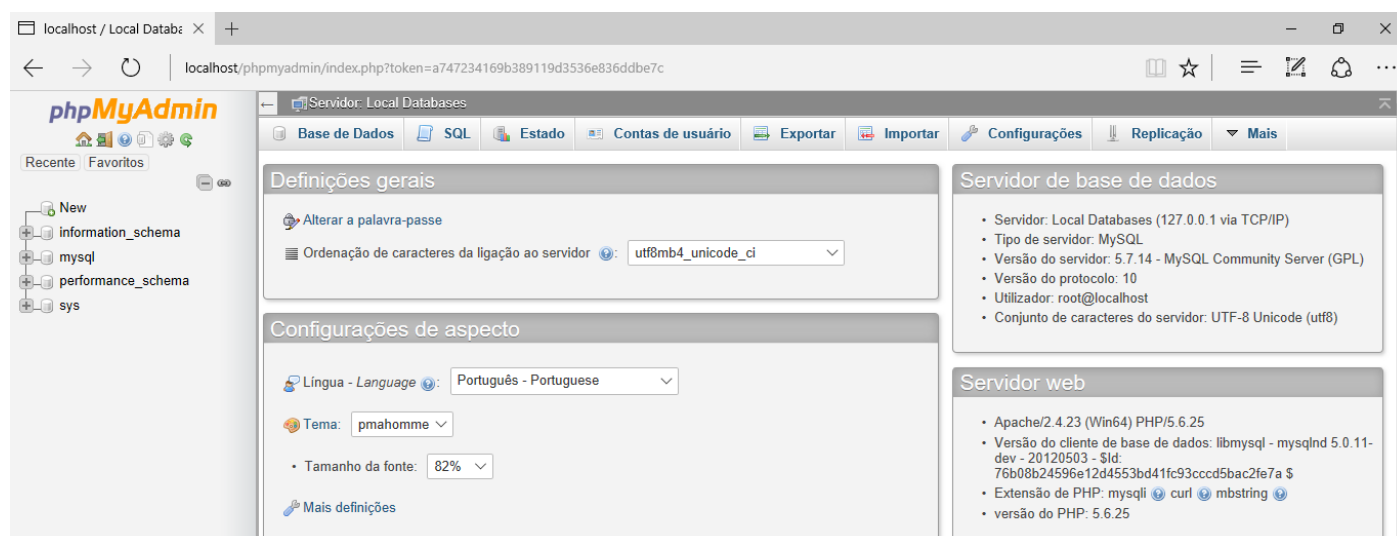 localhost / Local Databa
localhost/phpmyadmin/index.php?token=a747234169b389119d3536e836ddbe7c
phpMyAdmin
Recente Favoritos
New
information_schema
mysql
performance_schema
sys
Servidor: Local Databases
Base de Dados SQL Estado Contas de usuário Exportar Importar Configurações Replicação Mais
Definições gerais
Alterar a palavra-passe
Ordenação de caracteres da ligação ao servidor : utf8mb4_unicode_ci
Configurações de aspecto
Língua - Language : Português - Portuguese
Tema: pmahomme
• Tamanho da fonte: 82%
Mais definições
Servidor de base de dados
• Servidor: Local Databases (127.0.0.1 via TCP/IP)
• Tipo de servidor: MySQL
• Versão do servidor: 5.7.14 - MySQL Community Server (GPL)
• Versão do protocolo: 10
• Utilizador: root@localhost
• Conjunto de caracteres do servidor: UTF-8 Unicode (utf8)
Servidor web
• Apache/2.4.23 (Win64) PHP/5.6.25
• Versão do cliente de base de dados: libmysql - mysqlnd 5.0.11-
dev - 20120503 - $Id:
76b08b24596e12d4553bd41fc93cccd5bac2fe7a $
• Extensão de PHP: mysqli curl mbstring
• versão do PHP: 5.6.25